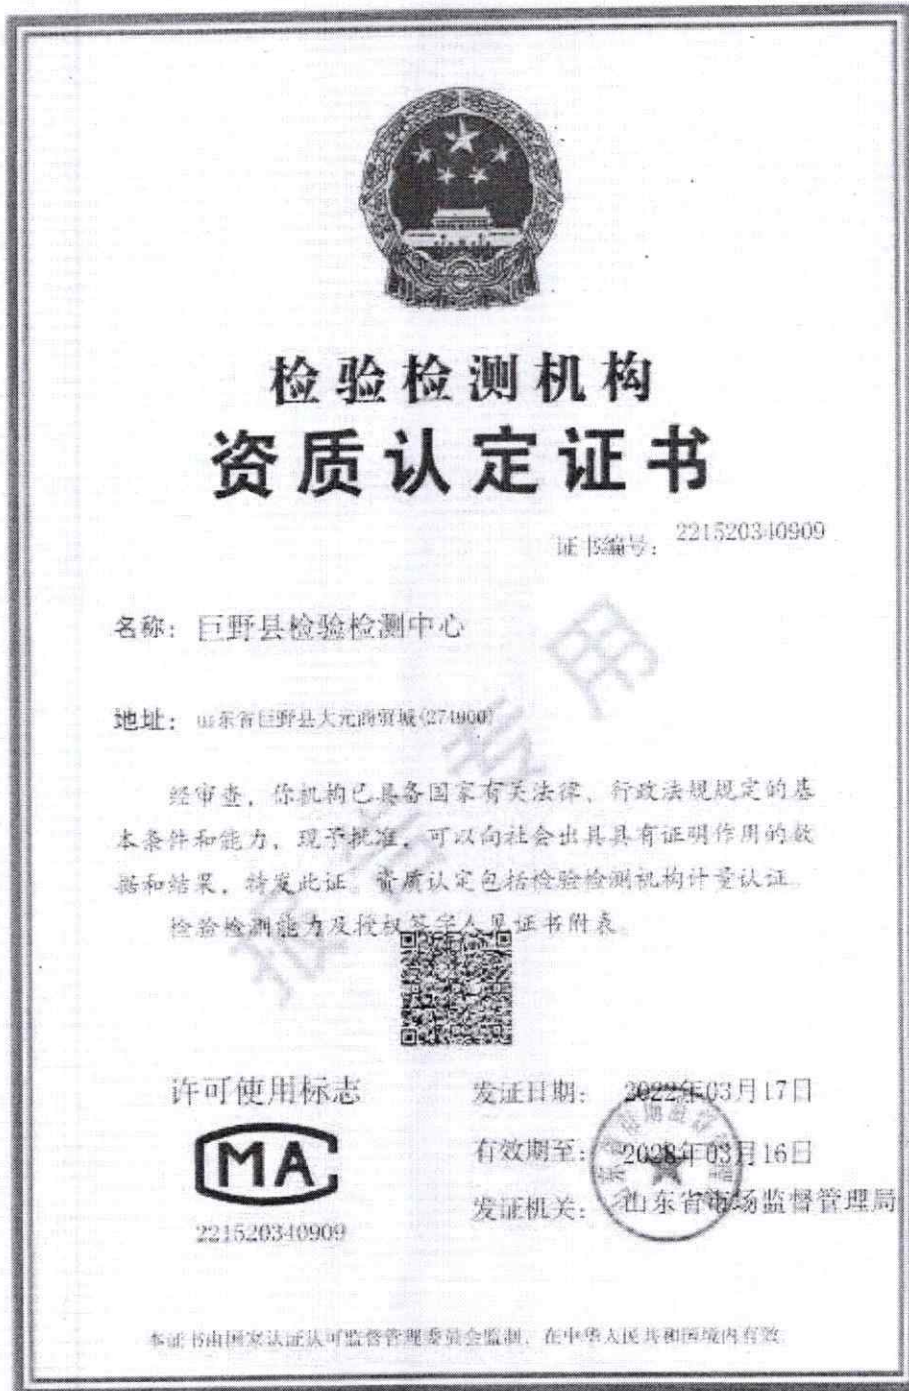 检验检测机构
资质认定证书
证书编号: 221520340909
名称: 巨野县检验检测中心
地址: 山东省巨野县大元商贸城(274900)
经审查,你机构已具备国家有关法律、行政法规规定的基
本条件和能力,现予批准,可以向社会出具具有证明作用的数
据和结果,特发此证。资质认定包括检验检测机构计量认证。
检验检测能力及授权签字人见证书附表。
报告专用
许可使用标志
MA
221520340909
发证日期: 2022年03月17日
有效期至: 2028年03月16日
发证机关: 山东省市场监督管理局
本证书由国家认证认可监督管理委员会监制,在中华人民共和国境内有效